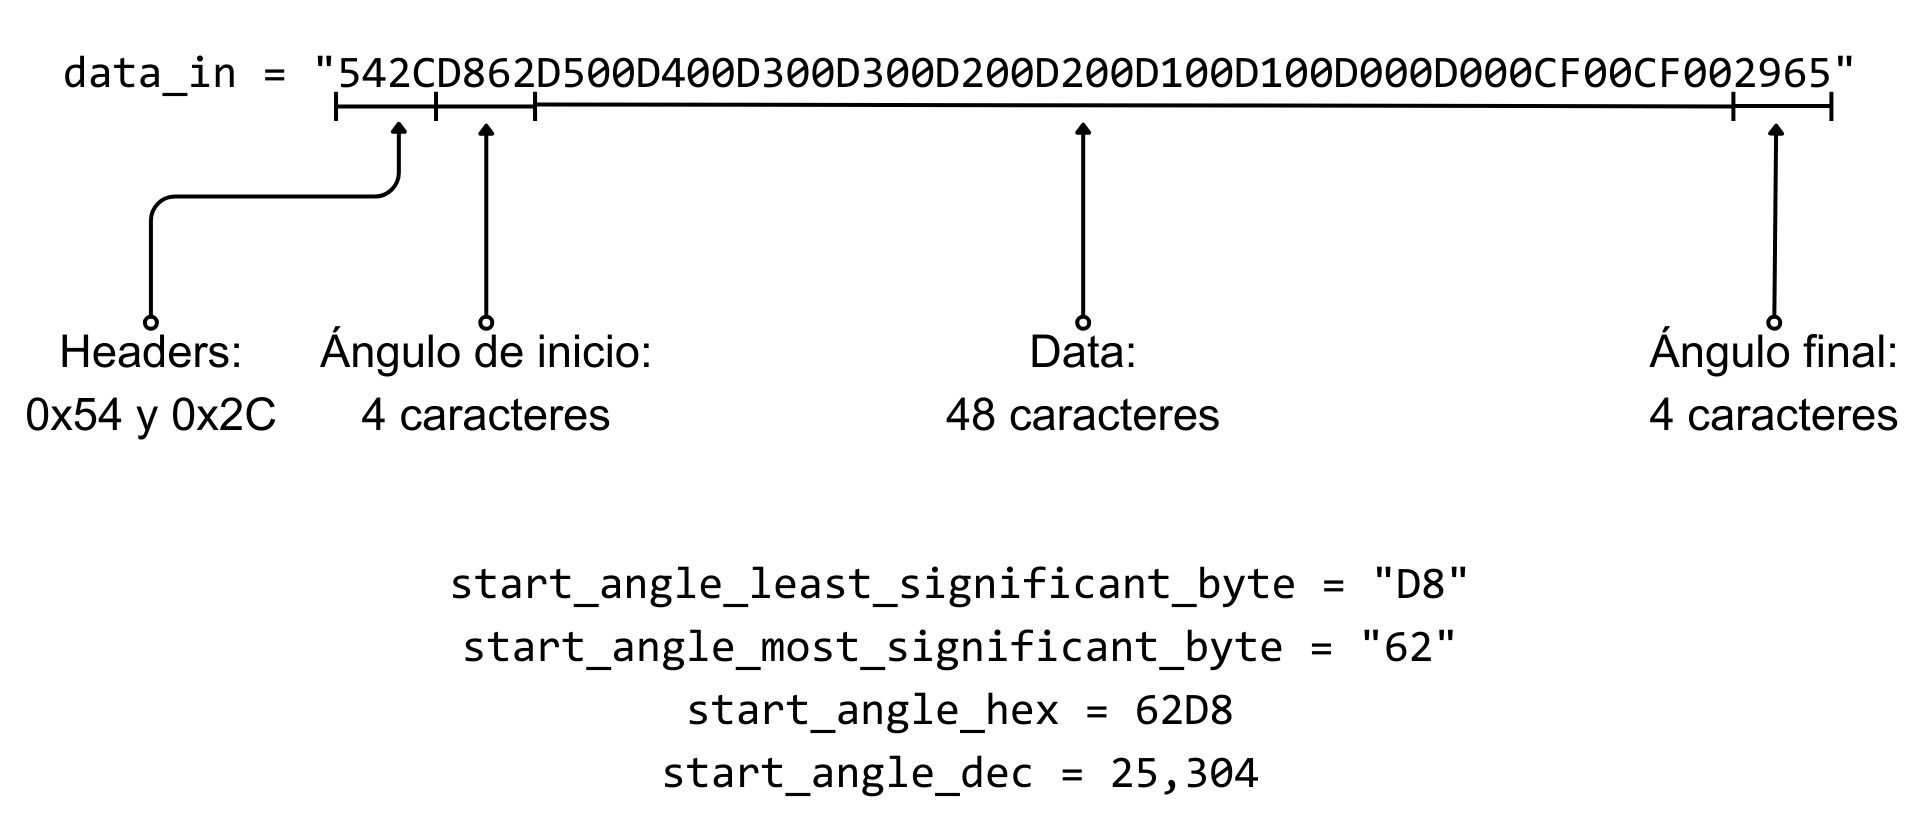 data_in = "542CD862D500D400D300D300D200D200D100D100D000D000CF00CF002965"
Headers:
0x54 y 0x2C
Ángulo de inicio:
4 caracteres
Data:
48 caracteres
Ángulo final:
4 caracteres
start_angle_least_significant_byte = "D8"
start_angle_most_significant_byte = "62"
start_angle_hex = 62D8
start_angle_dec = 25,304